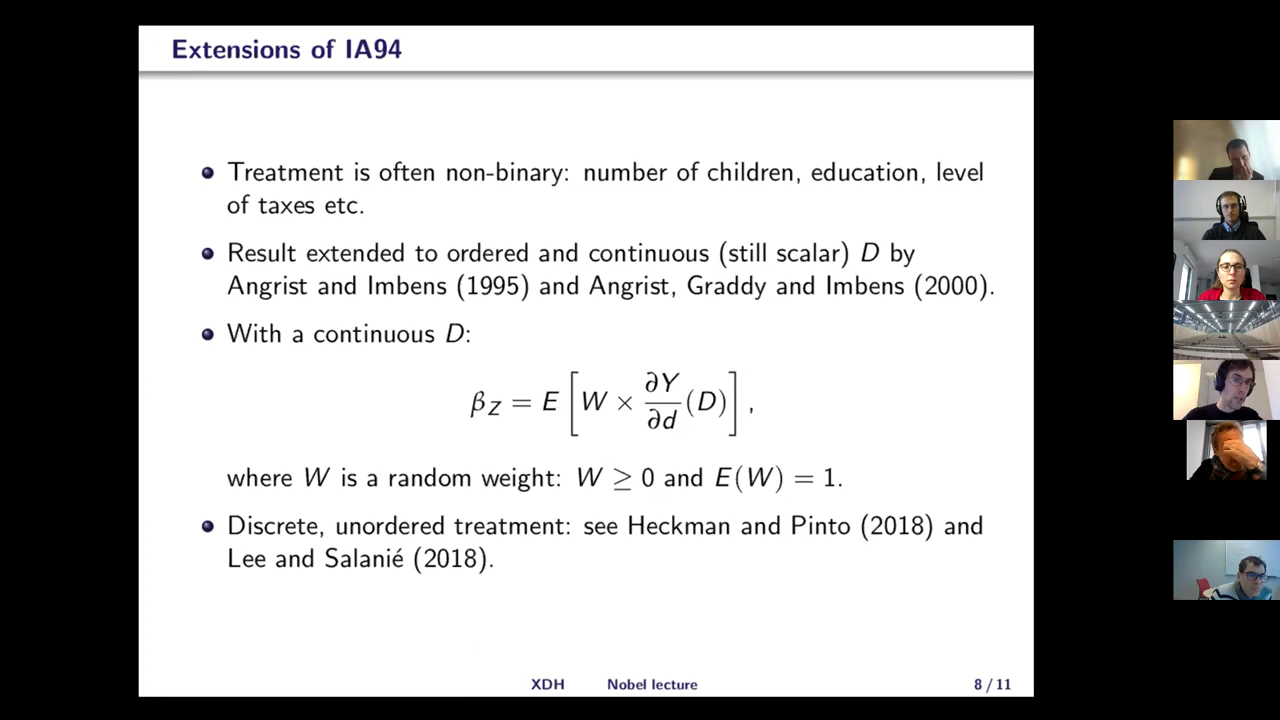 Extensions of IA94
• Treatment is often non-binary: number of children, education, level
of taxes etc.
• Result extended to ordered and continuous (still scalar) D by
Angrist and Imbens (1995) and Angrist, Graddy and Imbens (2000).
• With a continuous D:
β_Z = E [ W × ∂Y/∂d (D) ] ,
where W is a random weight: W ≥ 0 and E(W) = 1.
• Discrete, unordered treatment: see Heckman and Pinto (2018) and
Lee and Salanié (2018).
XDH Nobel lecture 8 / 11